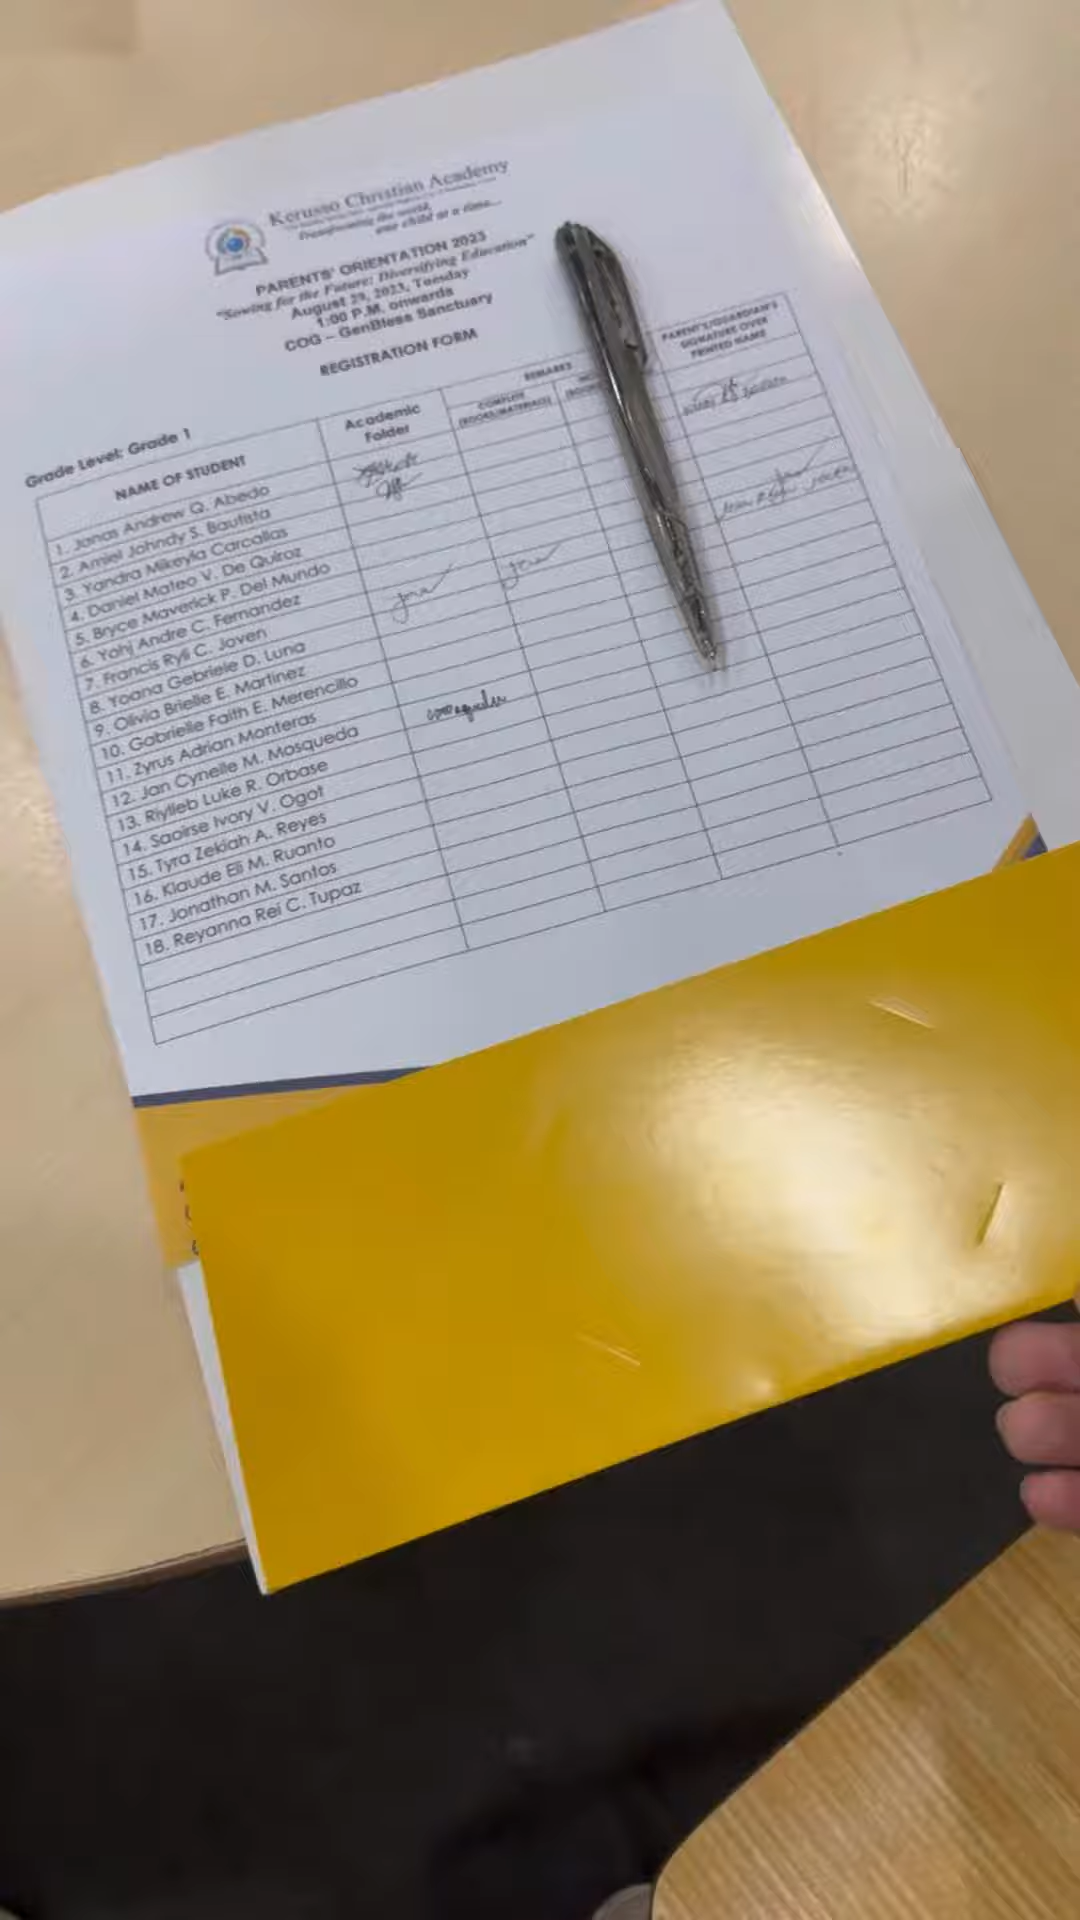 Kerusso Christian Academy
Transforming the world,
one child at a time...
PARENTS' ORIENTATION 2023
"Sowing for the Future: Diversifying Education"
August 29, 2023, Tuesday
1:00 P.M. onwards
COG – GenBless Sanctuary
REGISTRATION FORM
Grade Level: Grade 1
NAME OF STUDENT
Academic
Folder
REMARKS
COMPLETE
(BOOKS/MATERIALS)
PARENT'S/GUARDIAN'S
SIGNATURE OVER
PRINTED NAME
1. Jonas Andrew Q. Abedo
2. Amiel Johndy S. Bautista
3. Yandra Mikeyla Carcallas
4. Daniel Mateo V. De Quiroz
5. Bryce Maverick P. Del Mundo
6. Yohj Andre C. Fernandez
7. Francis Ryli C. Joven
8. Yoana Gebriele D. Luna
9. Olivia Brielle E. Martinez
10. Gabrielle Faith E. Merencillo
11. Zyrus Adrian Monteras
12. Jan Cynelle M. Mosqueda
13. Riylleb Luke R. Orbase
14. Saoirse Ivory V. Ogot
15. Tyra Zekiah A. Reyes
16. Klaude Eli M. Ruanto
17. Jonathan M. Santos
18. Reyanna Rei C. Tupaz